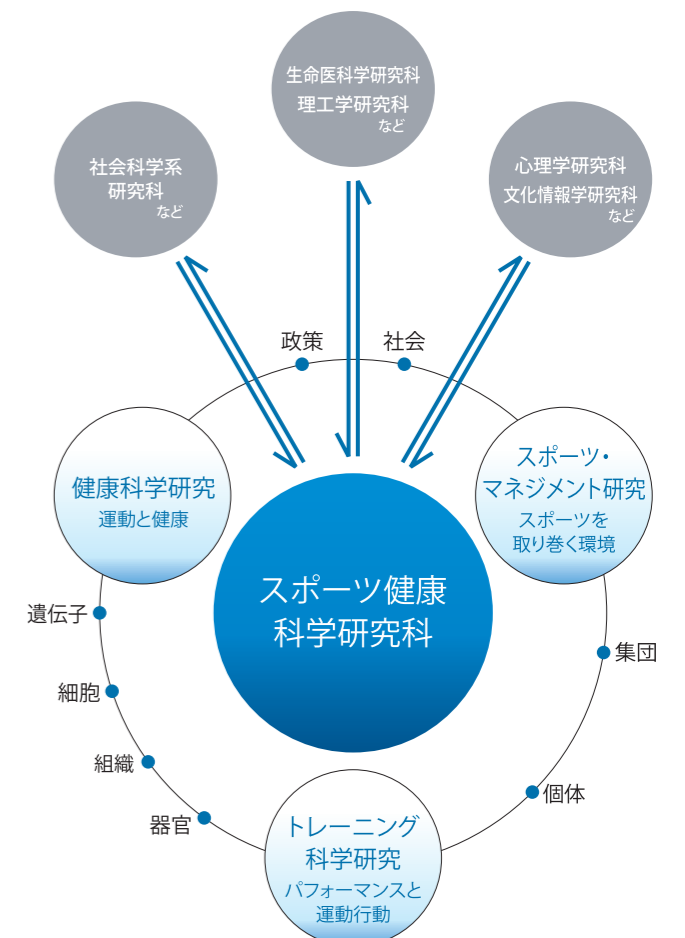 生命医科学研究科
理工学研究科
など
社会科学系
研究科
など
心理学研究科
文化情報学研究科
など
政策
社会
健康科学研究
運動と健康
スポーツ・
マネジメント研究
スポーツを
取り巻く環境
スポーツ健康
科学研究科
遺伝子
細胞
組織
器官
集団
個体
トレーニング
科学研究
パフォーマンスと
運動行動